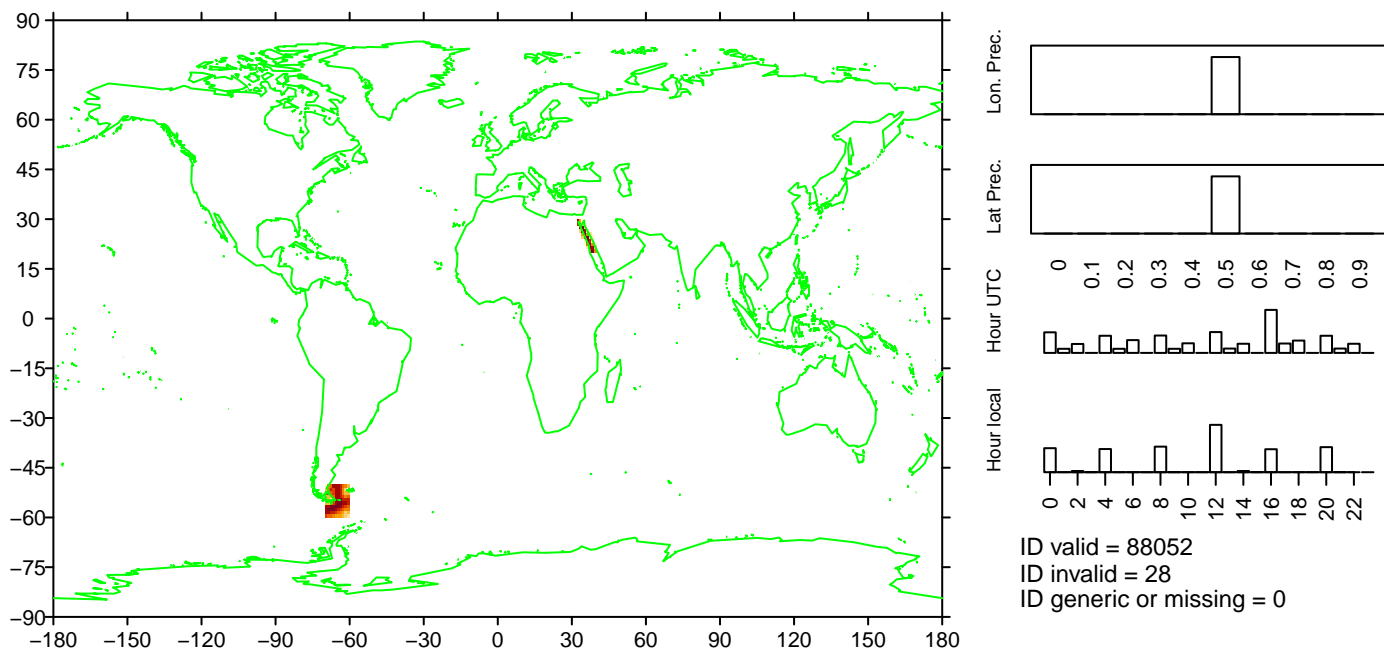 90
75
60
45
30
15
0
−15
−30
−45
−60
−75
−90
−180 −150 −120 −90 −60 −30 0 30 60 90 120 150 180
Lon. Prec.
Lat Prec.
0 0.1 0.2 0.3 0.4 0.5 0.6 0.7 0.8 0.9
Hour UTC
Hour local
0 2 4 6 8 10 12 14 16 18 20 22
ID valid = 88052
ID invalid = 28
ID generic or missing = 0